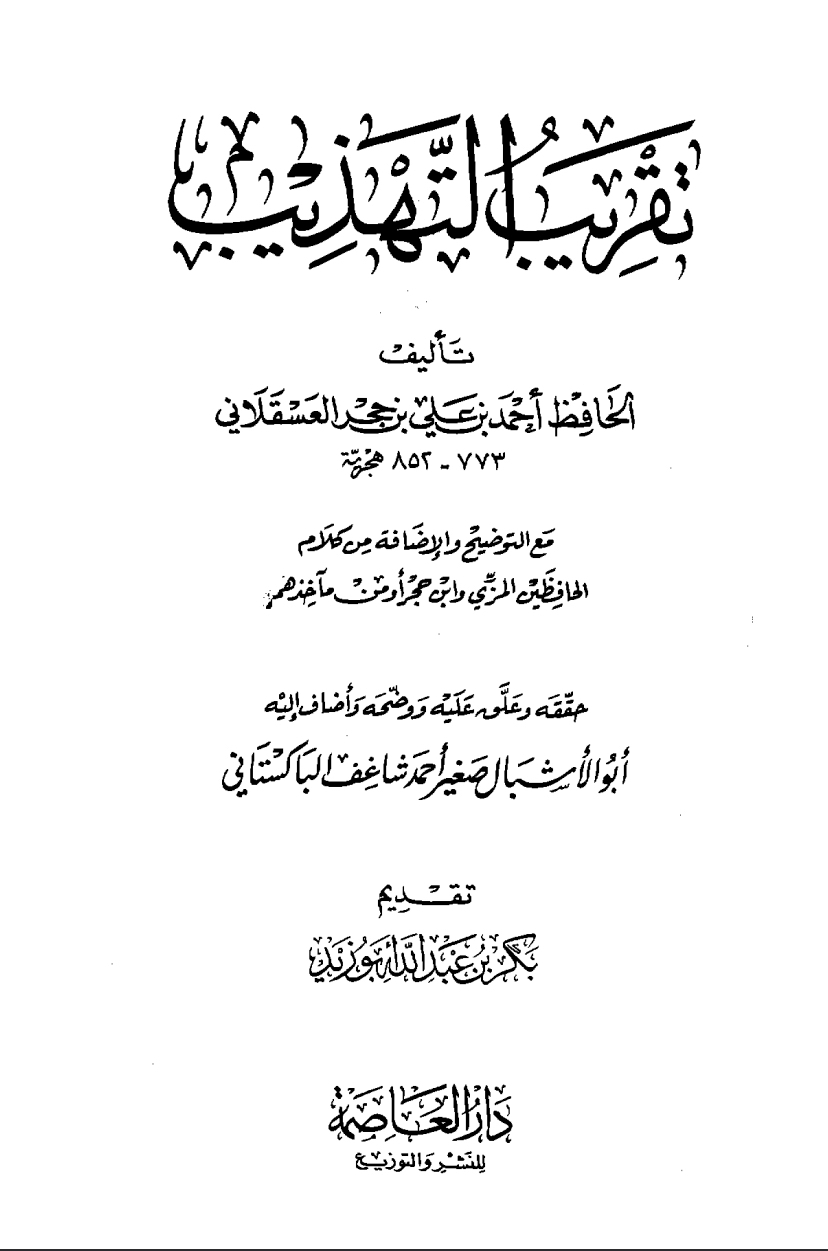 تقريب التهذيب
تأليف
الحافظ أحمد بن علي بن حجر العسقلاني
٧٧٣ - ٨٥٢ هجرية
مع التوضيح والإضافة من كلام
الحافظين المزي وابن حجر أو من مآخذهم
حققه وعلق عليه ووضحه وأضاف إليه
أبو الأشبال صغير أحمد شاغف الباكستاني
تقديم
بكر بن عبد الله أبو زيد
دار العاصمة
للنشر والتوزيع